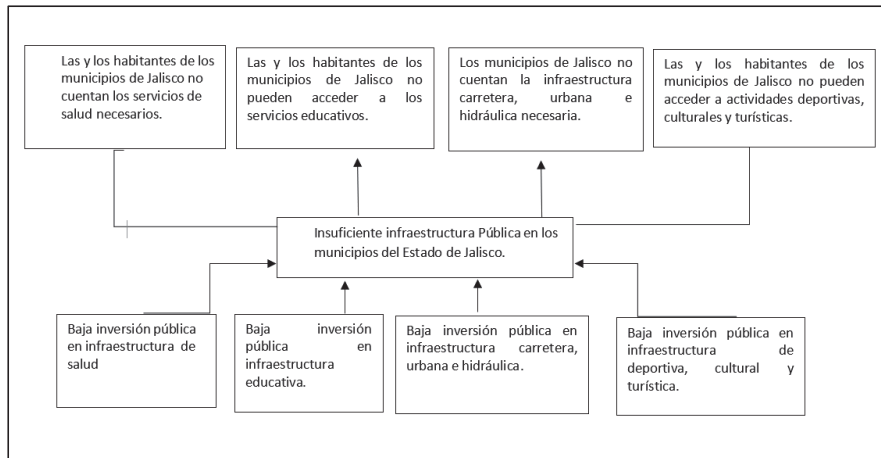 Las y los habitantes de los
municipios de Jalisco no
cuentan los servicios de
salud necesarios.
Las y los habitantes de los
municipios de Jalisco no
pueden acceder a los
servicios educativos.
Los municipios de Jalisco no
cuentan la infraestructura
carretera, urbana e
hidráulica necesaria.
Las y los habitantes de los
municipios de Jalisco no pueden
acceder a actividades deportivas,
culturales y turísticas.
Insuficiente infraestructura Pública en los
municipios del Estado de Jalisco.
Baja inversión pública
en infraestructura de
salud
Baja inversión
pública en
infraestructura
educativa.
Baja inversión pública en
infraestructura carretera,
urbana e hidráulica.
Baja inversión pública en
infraestructura de
deportiva, cultural y
turística.